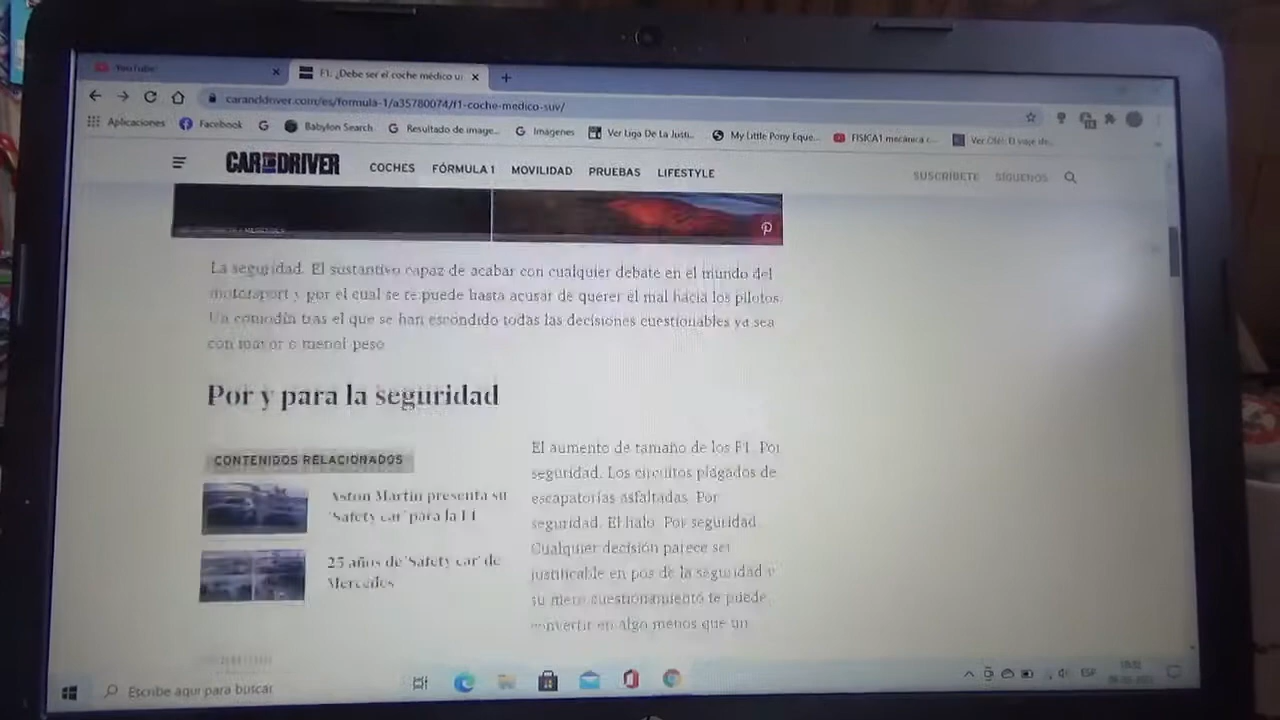 YouTube
F1: ¿Debe ser el coche médico u
caranddriver.com/es/formula-1/a35780074/f1-coche-medico-suv/
Aplicaciones Facebook Babylon Search Resultado de image... Imágenes Ver Liga De La Justi... My Little Pony Eque... FISICA1 mecánica c...
CAR AND DRIVER COCHES FÓRMULA 1 MOVILIDAD PRUEBAS LIFESTYLE SUSCRÍBETE SÍGUENOS
La seguridad. El sustantivo capaz de acabar con cualquier debate en el mundo del
motorsport y por el cual se te puede hasta acusar de querer el mal hacia los pilotos.
Un comodín tras el que se han escondido todas las decisiones cuestionables ya sea
con mayor o menor peso
Por y para la seguridad
CONTENIDOS RELACIONADOS
Aston Martin presenta su
'Safety car' para la F1
25 años de 'Safety car' de
Mercedes
El aumento de tamaño de los F1. Por
seguridad. Los circuitos plagados de
escapatorias asfaltadas. Por
seguridad. El halo. Por seguridad.
Cualquier decisión parece ser
justificable en pos de la seguridad y
su mero cuestionamiento te puede
convertir en algo menos que un
Escribe aquí para buscar
ESP